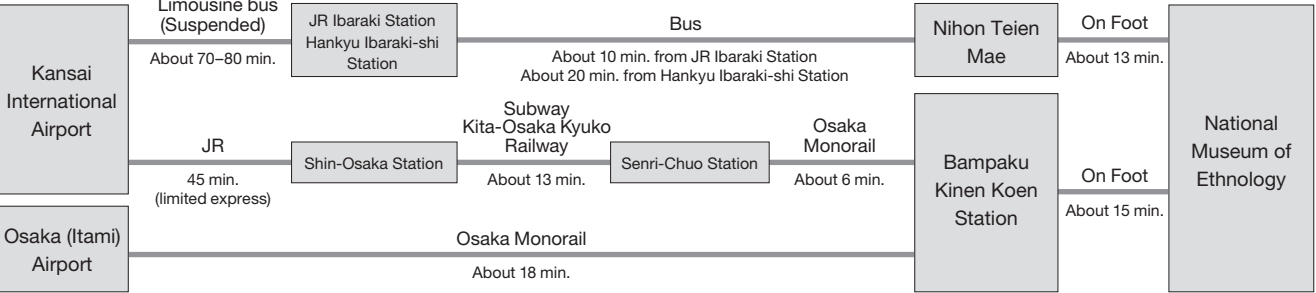 Kansai
International
Airport
Limousine bus
(Suspended)
About 70–80 min.
JR Ibaraki Station
Hankyu Ibaraki-shi
Station
Bus
About 10 min. from JR Ibaraki Station
About 20 min. from Hankyu Ibaraki-shi Station
Nihon Teien
Mae
On Foot
About 13 min.
JR
45 min.
(limited express)
Shin-Osaka Station
Subway
Kita-Osaka Kyuko
Railway
About 13 min.
Senri-Chuo Station
Osaka
Monorail
About 6 min.
Bampaku
Kinen Koen
Station
On Foot
About 15 min.
National
Museum of
Ethnology
Osaka (Itami)
Airport
Osaka Monorail
About 18 min.